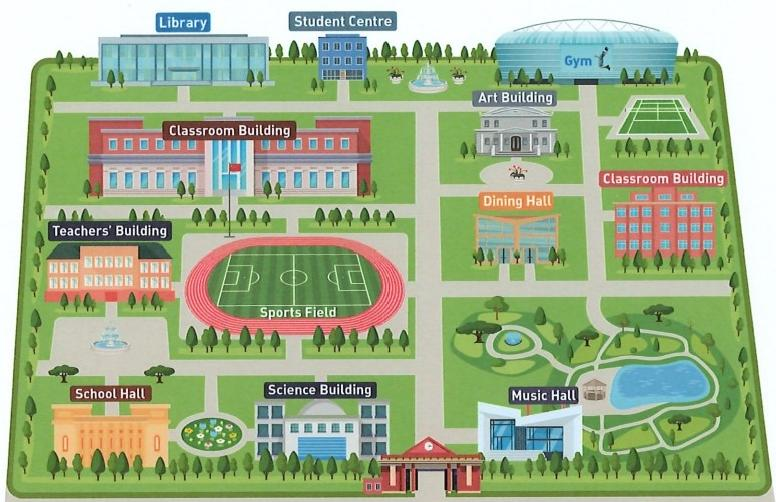 Library
Student Centre
Gym
Art Building
Classroom Building
Classroom Building
Dining Hall
Teachers' Building
Sports Field
School Hall
Science Building
Music Hall